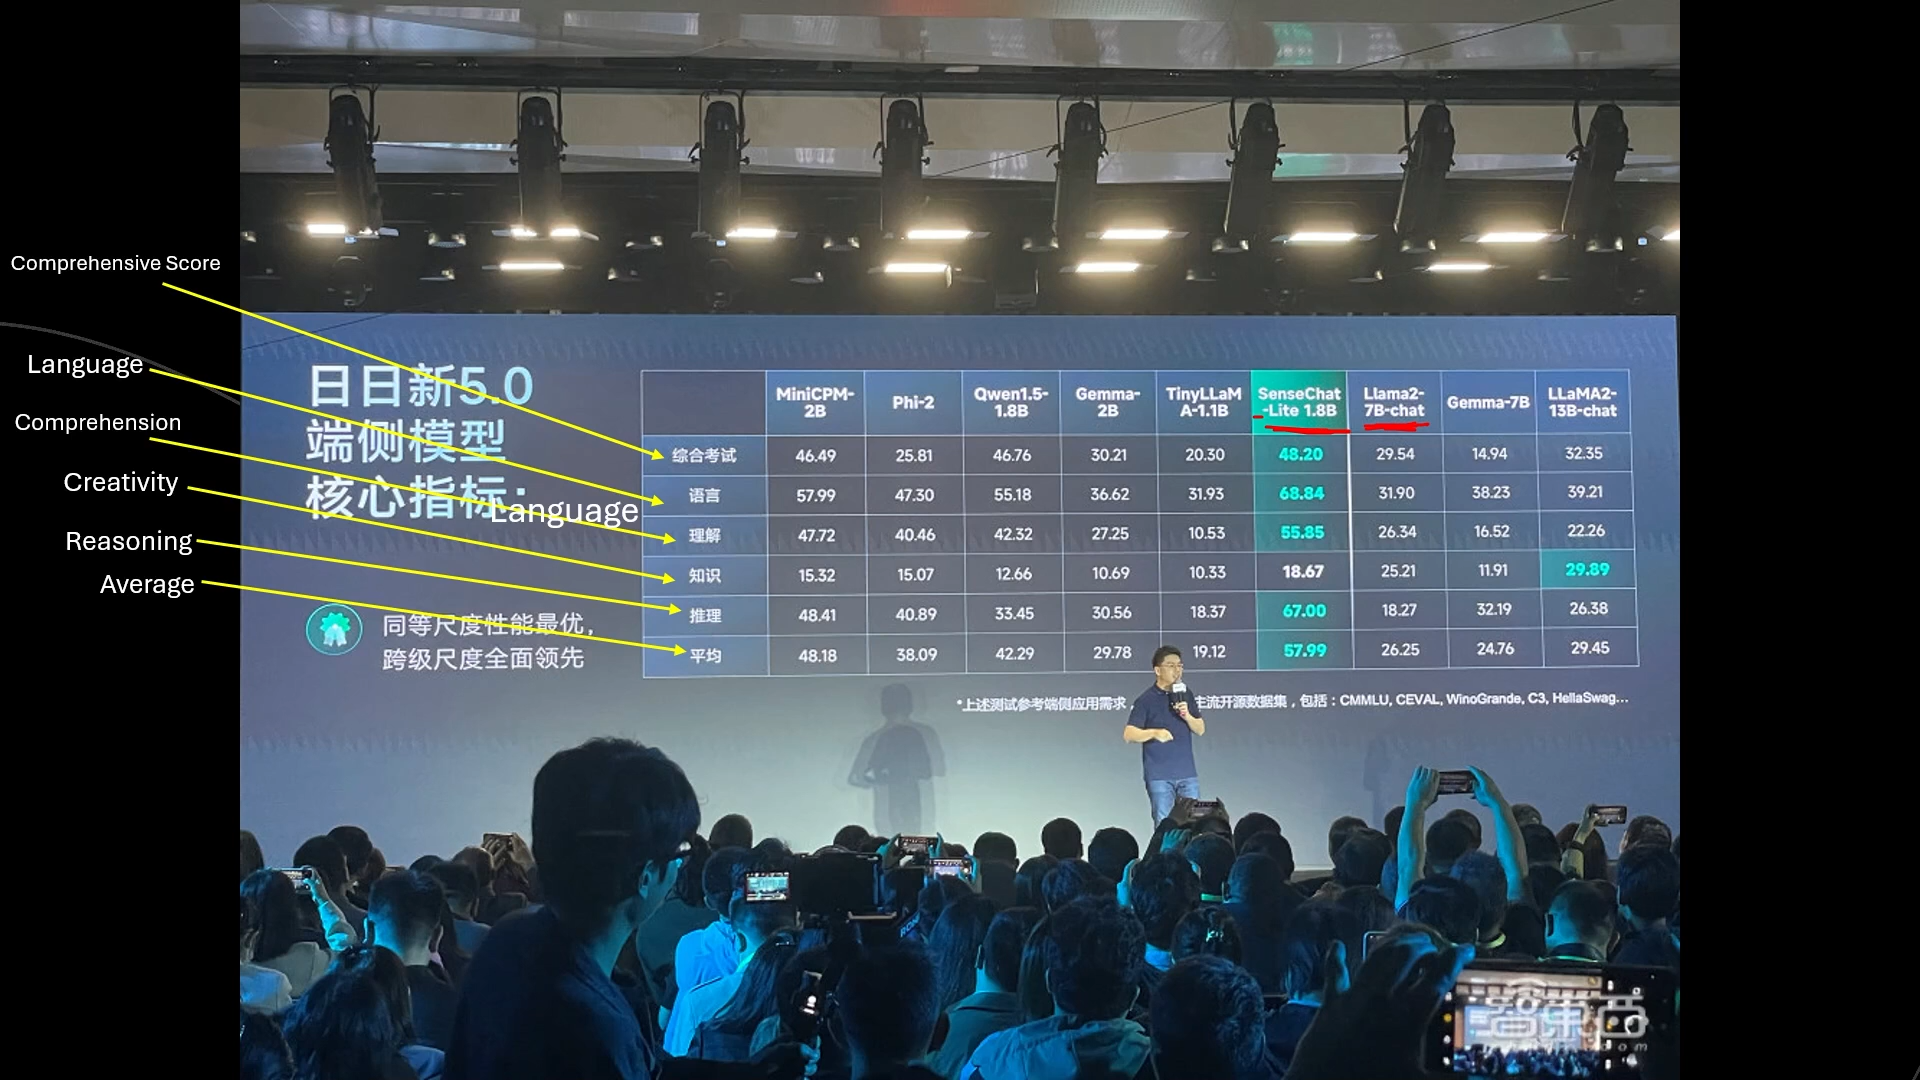 Comprehensive Score
Language
Comprehension
Creativity
Reasoning
Average
Language
日日新5.0
端侧模型
核心指标:
同等尺度性能最优,
跨级尺度全面领先
MiniCPM-2B Phi-2 Qwen1.5-1.8B Gemma-2B TinyLLaMA-1.1B SenseChat-Lite 1.8B Llama2-7B-chat Gemma-7B LLaMA2-13B-chat
综合考试 46.49 25.81 46.76 30.21 20.30 48.20 29.54 14.94 32.35
语言 57.99 47.30 55.18 36.62 31.93 68.84 31.90 38.23 39.21
理解 47.72 40.46 42.32 27.25 10.53 55.85 26.34 16.52 22.26
知识 15.32 15.07 12.66 10.69 10.33 18.67 25.21 11.91 29.89
推理 48.41 40.89 33.45 30.56 18.37 67.00 18.27 32.19 26.38
平均 48.18 38.09 42.29 29.78 19.12 57.99 26.25 24.76 29.45
*上述测试参考端侧应用需求, 主流开源数据集,包括:CMMLU, CEVAL, WinoGrande, C3, HellaSwag...
智東西